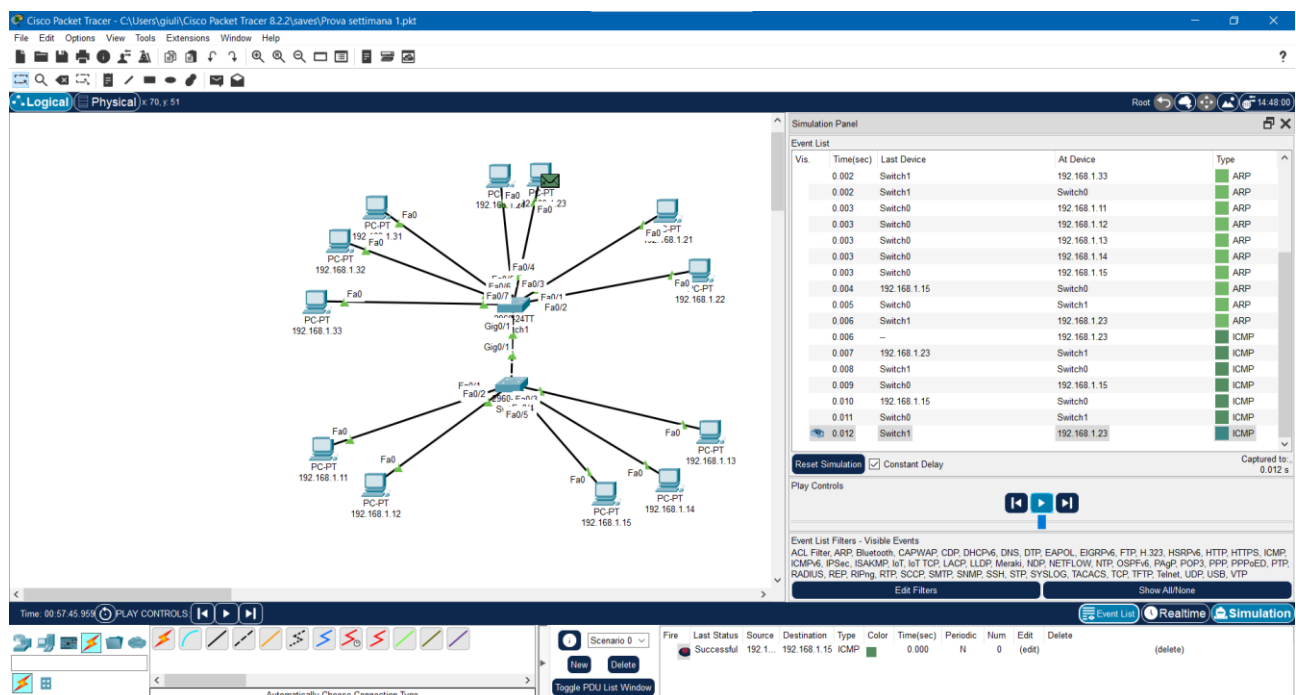 Cisco Packet Tracer - C:\Users\giuli\Cisco Packet Tracer 8.2.2\saves\Prova settimana 1.pkt
File Edit Options View Tools Extensions Window Help
?
Logical Physical x: 70, y: 51 Root 14:48:00
Simulation Panel
Event List
Vis. Time(sec) Last Device At Device Type
0.002 Switch1 192.168.1.33 ARP
0.002 Switch1 Switch0 ARP
0.003 Switch0 192.168.1.11 ARP
0.003 Switch0 192.168.1.12 ARP
0.003 Switch0 192.168.1.13 ARP
0.003 Switch0 192.168.1.14 ARP
0.003 Switch0 192.168.1.15 ARP
0.004 192.168.1.15 Switch0 ARP
0.005 Switch0 Switch1 ARP
0.006 Switch1 192.168.1.23 ARP
0.006 -- 192.168.1.23 ICMP
0.007 192.168.1.23 Switch1 ICMP
0.008 Switch1 Switch0 ICMP
0.009 Switch0 192.168.1.15 ICMP
0.010 192.168.1.15 Switch0 ICMP
0.011 Switch0 Switch1 ICMP
0.012 Switch1 192.168.1.23 ICMP
Reset Simulation Constant Delay Captured to:
0.012 s
Play Controls
Event List Filters - Visible Events
ACL Filter, ARP, Bluetooth, CAPWAP, CDP, DHCPv6, DNS, DTP, EAPOL, EIGRPv6, FTP, H.323, HSRPv6, HTTP, HTTPS, ICMP,
ICMPv6, IPSec, ISAKMP, IoT, IoT TCP, LACP, LLDP, Meraki, NDP, NETFLOW, NTP, OSPFv6, PAgP, POP3, PPP, PPPoED, PTP,
RADIUS, REP, RIPng, RTP, SCCP, SMTP, SNMP, SSH, STP, SYSLOG, TACACS, TCP, TFTP, Telnet, UDP, USB, VTP
Edit Filters Show All/None
Fa0
Fa0
Fa0
PC-PT
Fa0
Fa0
PC-PT
192.168.1.32
Fa0/4
Fa0
192.168.1.22
Fa0
Fa0/7
Fa0/3
Fa0/1
Fa0/2
PC-PT
192.168.1.33
Gig0/1
Gig0/1
Fa0/2
Fa0/5
Fa0
PC-PT
192.168.1.11
Fa0
PC-PT
192.168.1.12
Fa0
PC-PT
192.168.1.13
Fa0
PC-PT
192.168.1.14
Fa0
PC-PT
192.168.1.15
Time: 00:57:45.959 PLAY CONTROLS: Event List Realtime Simulation
Scenario 0
New Delete
Toggle PDU List Window
Fire Last Status Source Destination Type Color Time(sec) Periodic Num Edit Delete
Successful 192.1... 192.168.1.15 ICMP 0.000 N 0 (edit) (delete)
Automatically Choose Connection Type